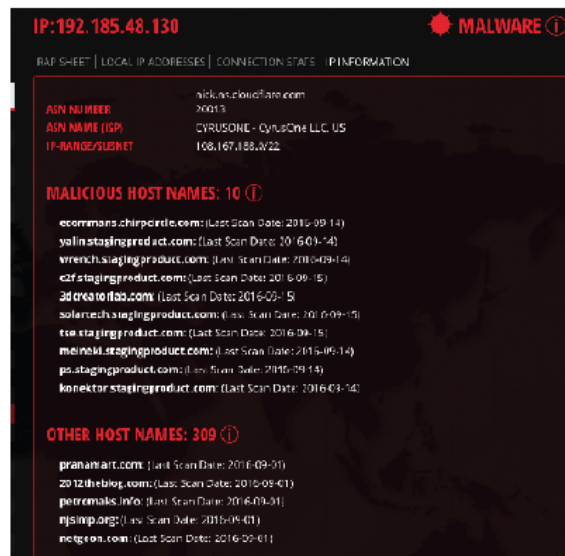 IP:192.185.48.130
MALWARE ⓘ
RAP SHEET | LOCAL IP ADDRESSES | CONNECTION STATS IP INFORMATION
nick.ns.cloudflare.com
ASN NUMBER 20013
ASN NAME (ISP) CYRUSONE - CyrusOne LLC, US
IP-RANGE/SUBNET 108.167.188.0/22
MALICIOUS HOST NAMES: 10 ⓘ
ecommans.chirpcircle.com: (Last Scan Date: 2016-09-14)
yalin.stagingproduct.com: (Last Scan Date: 2016-09-14)
wrench.stagingproduct.com: (Last Scan Date: 2016-09-14)
c2f.stagingproduct.com: (Last Scan Date: 2016-09-15)
3dcreatorlab.com: (Last Scan Date: 2016-09-15)
solartech.stagingproduct.com: (Last Scan Date: 2016-09-15)
tse.stagingproduct.com: (Last Scan Date: 2016-09-15)
meineki.stagingproduct.com: (Last Scan Date: 2016-09-14)
ps.stagingproduct.com: (Last Scan Date: 2016-09-14)
konektor.stagingproduct.com: (Last Scan Date: 2016-09-14)
OTHER HOST NAMES: 309 ⓘ
pranamart.com: (Last Scan Date: 2016-09-01)
2012theblog.com: (Last Scan Date: 2016-09-01)
petromaks.info: (Last Scan Date: 2016-09-01)
njsimp.org: (Last Scan Date: 2016-09-01)
netgeon.com: (Last Scan Date: 2016-09-01)